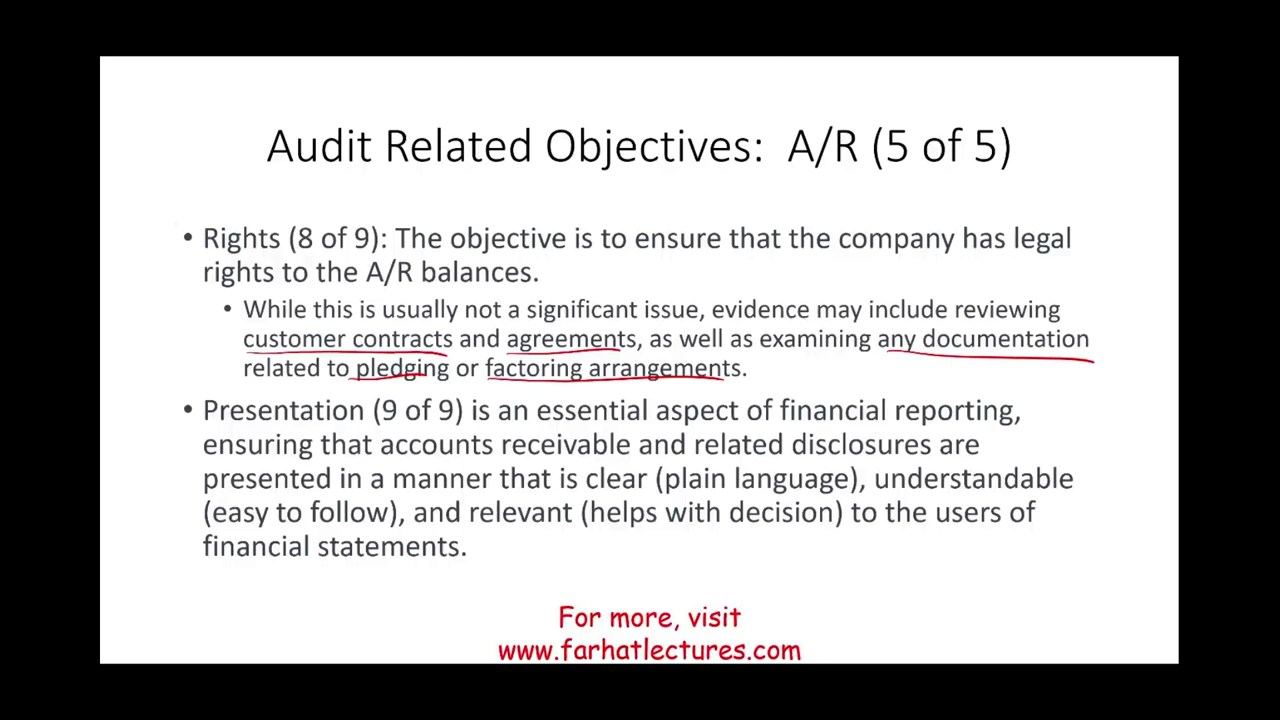 Audit Related Objectives: A/R (5 of 5)
• Rights (8 of 9): The objective is to ensure that the company has legal
rights to the A/R balances.
• While this is usually not a significant issue, evidence may include reviewing
customer contracts and agreements, as well as examining any documentation
related to pledging or factoring arrangements.
• Presentation (9 of 9) is an essential aspect of financial reporting,
ensuring that accounts receivable and related disclosures are
presented in a manner that is clear (plain language), understandable
(easy to follow), and relevant (helps with decision) to the users of
financial statements.
For more, visit
www.farhatlectures.com